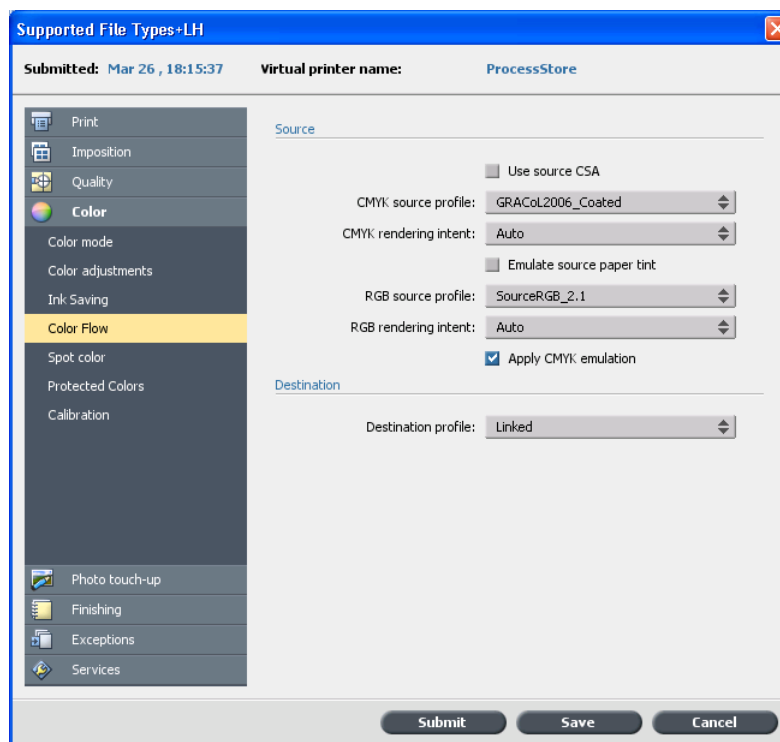 Supported File Types+LH
Submitted: Mar 26 , 18:15:37 Virtual printer name: ProcessStore
Print
Imposition
Quality
Color
Color mode
Color adjustments
Ink Saving
Color Flow
Spot color
Protected Colors
Calibration
Photo touch-up
Finishing
Exceptions
Services
Source
Use source CSA
CMYK source profile: GRACoL2006_Coated
CMYK rendering intent: Auto
Emulate source paper tint
RGB source profile: SourceRGB_2.1
RGB rendering intent: Auto
Apply CMYK emulation
Destination
Destination profile: Linked
Submit Save Cancel